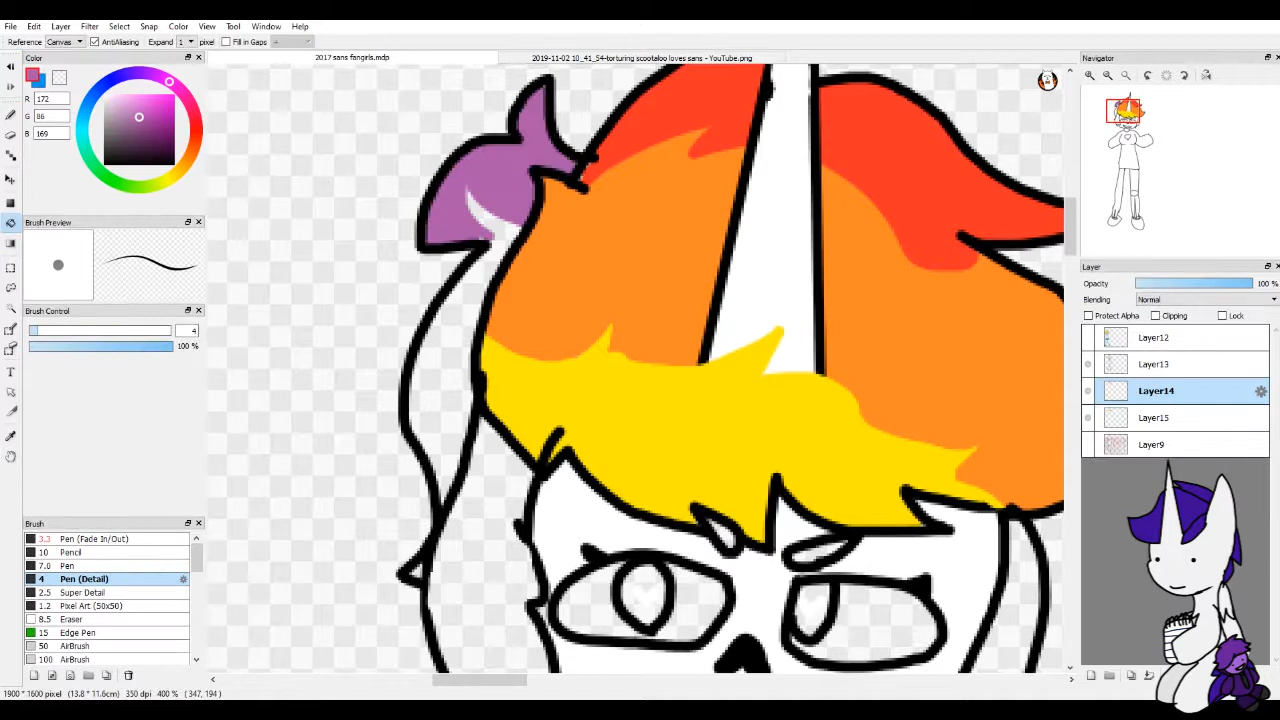 File Edit Layer Filter Select Snap Color View Tool Window Help
Reference Canvas AntiAliasing Expand 1 pixel Fill in Gaps 4
Color 2017 sans fangirls.mdp 2019-11-02 10_41_54-torturing scootaloo loves sans - YouTube.png Navigator
R 172
G 86
B 169
Brush Preview
Layer
Opacity 100 %
Blending Normal
Brush Control Protect Alpha Clipping Lock
4
Layer12
100 %
Layer13
Layer14
Layer15
Layer9
Brush
3.3 Pen (Fade In/Out)
10 Pencil
7.0 Pen
4 Pen (Detail)
2.5 Super Detail
1.2 Pixel Art (50x50)
8.5 Eraser
15 Edge Pen
50 AirBrush
100 AirBrush
1900 * 1600 pixel (13.8 * 11.6cm) 350 dpi 400 % ( 347, 194 )